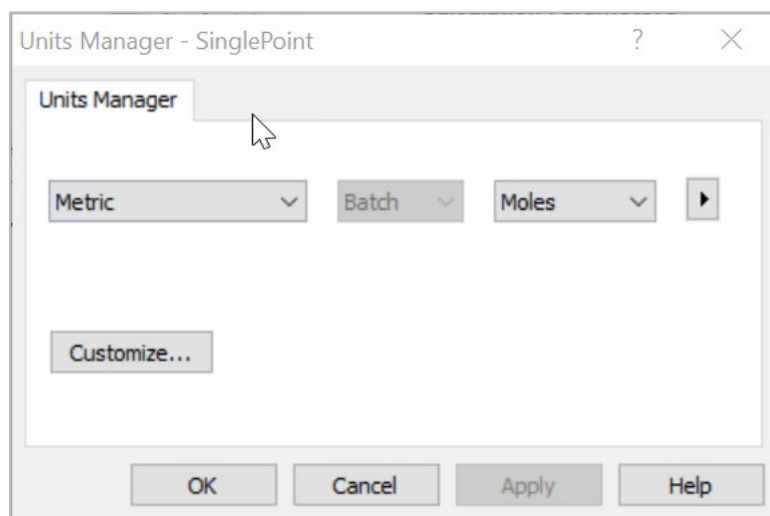 Units Manager - SinglePoint ?
Units Manager
Metric Batch Moles
Customize...
OK Cancel Apply Help